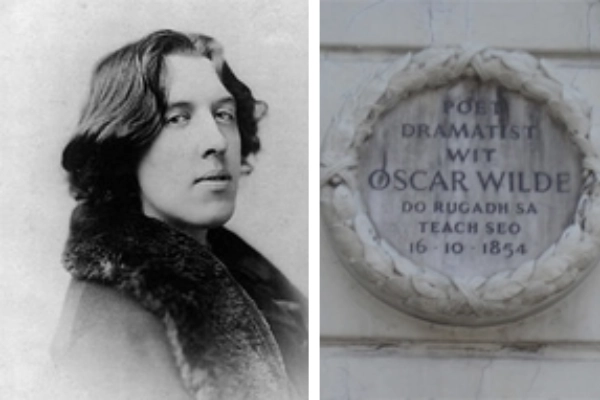 POET
DRAMATIST
WIT
OSCAR WILDE
DO RUGADH SA
TEACH SEO
16·10·1854